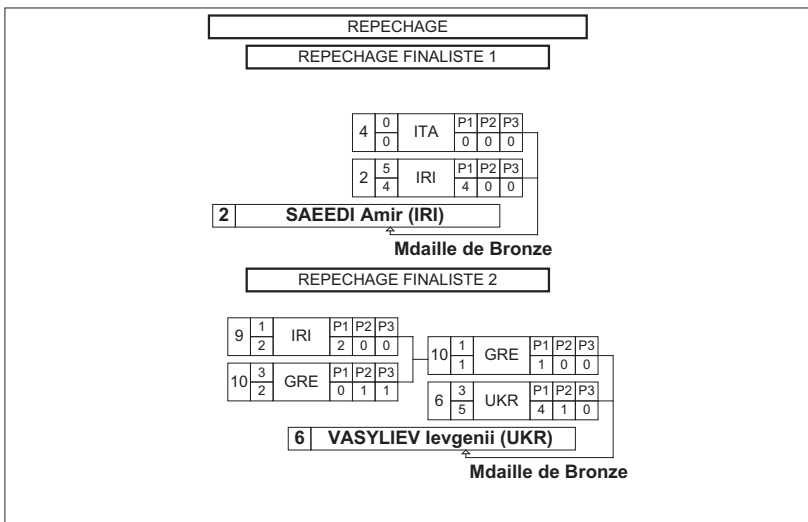 REPECHAGE
REPECHAGE FINALISTE 1
4 0 ITA P1 P2 P3
0 0 0 0
2 5 IRI P1 P2 P3
4 4 0 0
2 SAEEDI Amir (IRI)
Mdaille de Bronze
REPECHAGE FINALISTE 2
9 1 IRI P1 P2 P3
2 2 0 0
10 3 GRE P1 P2 P3
2 0 1 1
10 1 GRE P1 P2 P3
1 1 0 0
6 3 UKR P1 P2 P3
5 4 1 0
6 VASYLIEV Ievgenii (UKR)
Mdaille de Bronze